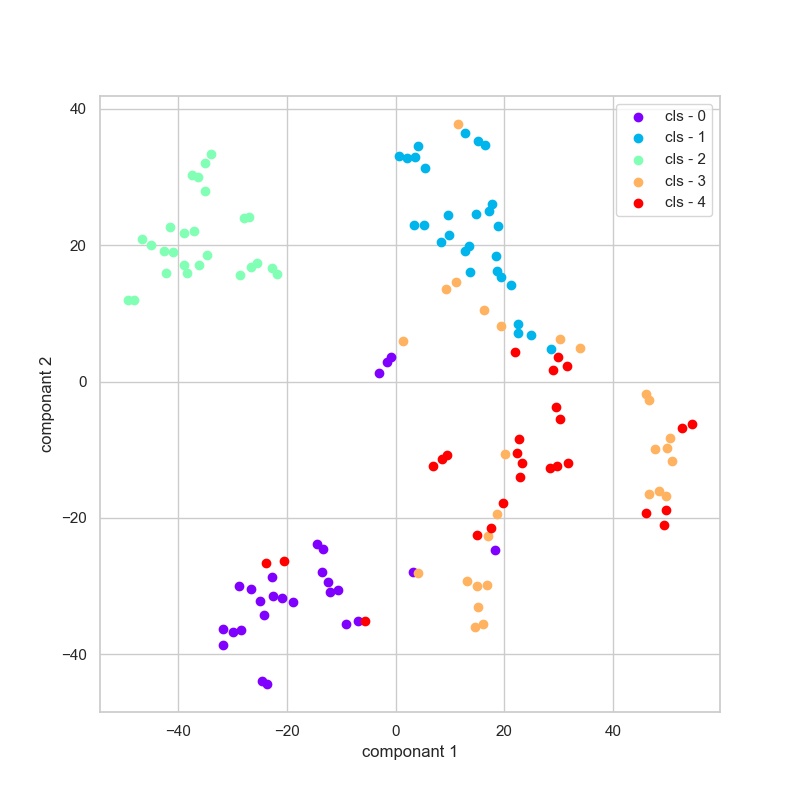 cls - 0
cls - 1
cls - 2
cls - 3
cls - 4
40
20
0
−20
−40
componant 2
−40
−20
0
20
40
componant 1